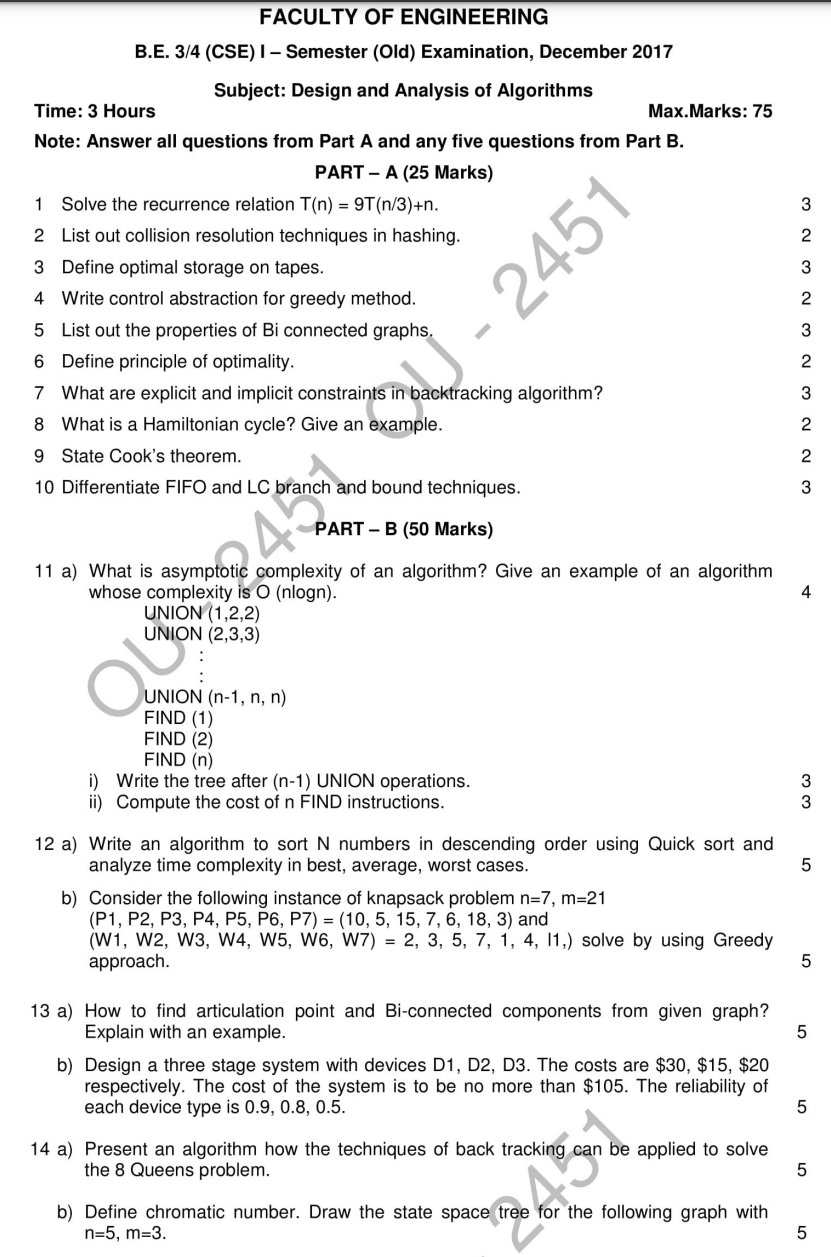 FACULTY OF ENGINEERING
B.E. 3/4 (CSE) I – Semester (Old) Examination, December 2017
Subject: Design and Analysis of Algorithms
Time: 3 Hours Max.Marks: 75
Note: Answer all questions from Part A and any five questions from Part B.
PART – A (25 Marks)
1 Solve the recurrence relation T(n) = 9T(n/3)+n. 3
2 List out collision resolution techniques in hashing. 2
3 Define optimal storage on tapes. 3
4 Write control abstraction for greedy method. 2
5 List out the properties of Bi connected graphs. 3
6 Define principle of optimality. 2
7 What are explicit and implicit constraints in backtracking algorithm? 3
8 What is a Hamiltonian cycle? Give an example. 2
9 State Cook's theorem. 2
10 Differentiate FIFO and LC branch and bound techniques. 3
PART – B (50 Marks)
11 a) What is asymptotic complexity of an algorithm? Give an example of an algorithm
whose complexity is O (nlogn). 4
UNION (1,2,2)
UNION (2,3,3)
:
:
UNION (n-1, n, n)
FIND (1)
FIND (2)
FIND (n)
i) Write the tree after (n-1) UNION operations. 3
ii) Compute the cost of n FIND instructions. 3
12 a) Write an algorithm to sort N numbers in descending order using Quick sort and
analyze time complexity in best, average, worst cases. 5
b) Consider the following instance of knapsack problem n=7, m=21
(P1, P2, P3, P4, P5, P6, P7) = (10, 5, 15, 7, 6, 18, 3) and
(W1, W2, W3, W4, W5, W6, W7) = 2, 3, 5, 7, 1, 4, l1,) solve by using Greedy
approach. 5
13 a) How to find articulation point and Bi-connected components from given graph?
Explain with an example. 5
b) Design a three stage system with devices D1, D2, D3. The costs are $30, $15, $20
respectively. The cost of the system is to be no more than $105. The reliability of
each device type is 0.9, 0.8, 0.5. 5
14 a) Present an algorithm how the techniques of back tracking can be applied to solve
the 8 Queens problem. 5
b) Define chromatic number. Draw the state space tree for the following graph with
n=5, m=3. 5
OU - 2451 OU - 2451
2451